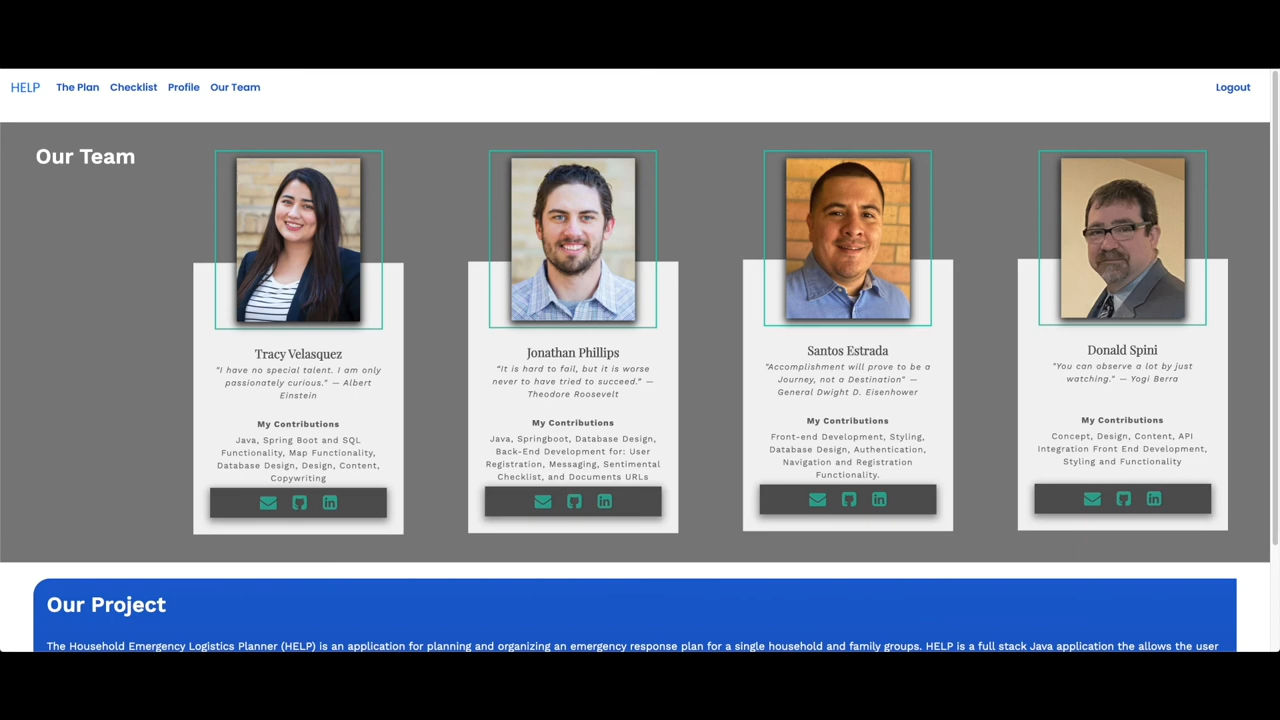 HELP The Plan Checklist Profile Our Team Logout
Our Team
Tracy Velasquez
"I have no special talent. I am only
passionately curious." — Albert
Einstein
My Contributions
Java, Spring Boot and SQL
Functionality, Map Functionality,
Database Design, Design, Content,
Copywriting
Jonathan Phillips
"It is hard to fail, but it is worse
never to have tried to succeed." —
Theodore Roosevelt
My Contributions
Java, Springboot, Database Design,
Back-End Development for: User
Registration, Messaging, Sentimental
Checklist, and Documents URLs
Santos Estrada
"Accomplishment will prove to be a
Journey, not a Destination" —
General Dwight D. Eisenhower
My Contributions
Front-end Development, Styling,
Database Design, Authentication,
Navigation and Registration
Functionality.
Donald Spini
"You can observe a lot by just
watching." — Yogi Berra
My Contributions
Concept, Design, Content, API
Integration Front End Development,
Styling and Functionality
Our Project
The Household Emergency Logistics Planner (HELP) is an application for planning and organizing an emergency response plan for a single household and family groups. HELP is a full stack Java application the allows the user